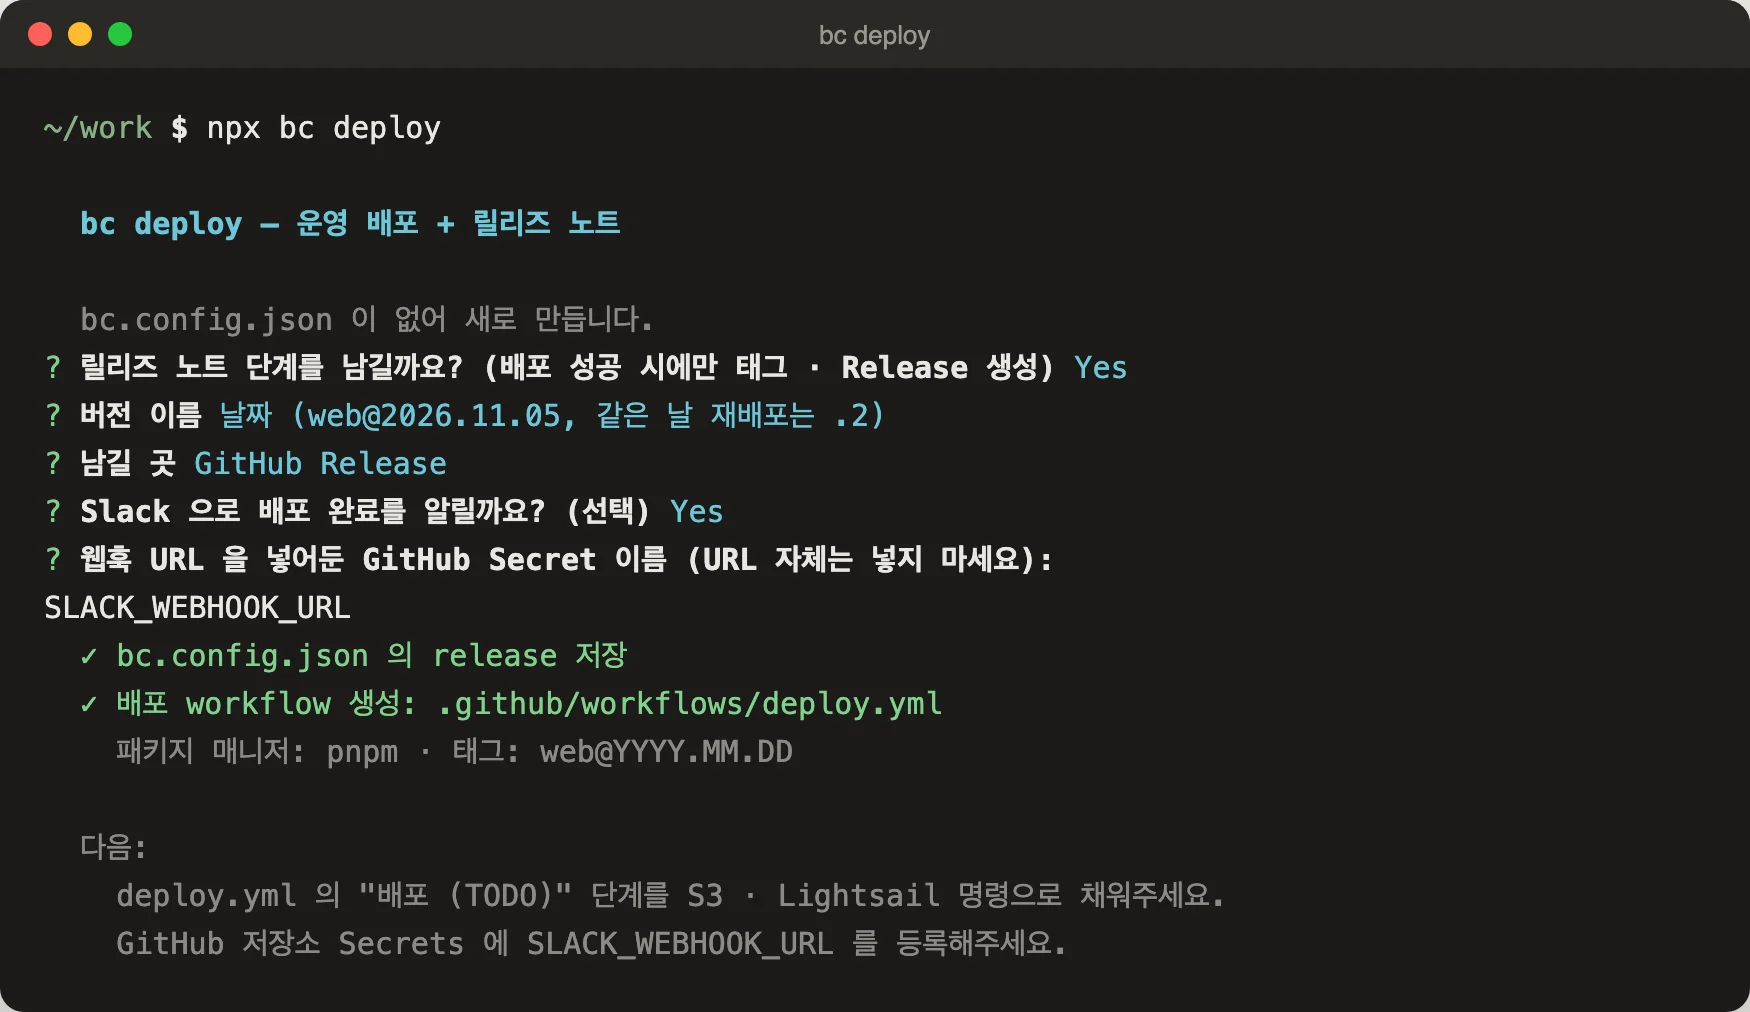 bc deploy
~/work $ npx bc deploy
bc deploy — 운영 배포 + 릴리즈 노트
bc.config.json 이 없어 새로 만듭니다.
? 릴리즈 노트 단계를 남길까요? (배포 성공 시에만 태그 · Release 생성) Yes
? 버전 이름 날짜 (web@2026.11.05, 같은 날 재배포는 .2)
? 남길 곳 GitHub Release
? Slack 으로 배포 완료를 알릴까요? (선택) Yes
? 웹훅 URL 을 넣어둔 GitHub Secret 이름 (URL 자체는 넣지 마세요):
SLACK_WEBHOOK_URL
✓ bc.config.json 의 release 저장
✓ 배포 workflow 생성: .github/workflows/deploy.yml
패키지 매니저: pnpm · 태그: web@YYYY.MM.DD
다음:
deploy.yml 의 "배포 (TODO)" 단계를 S3 · Lightsail 명령으로 채워주세요.
GitHub 저장소 Secrets 에 SLACK_WEBHOOK_URL 를 등록해주세요.